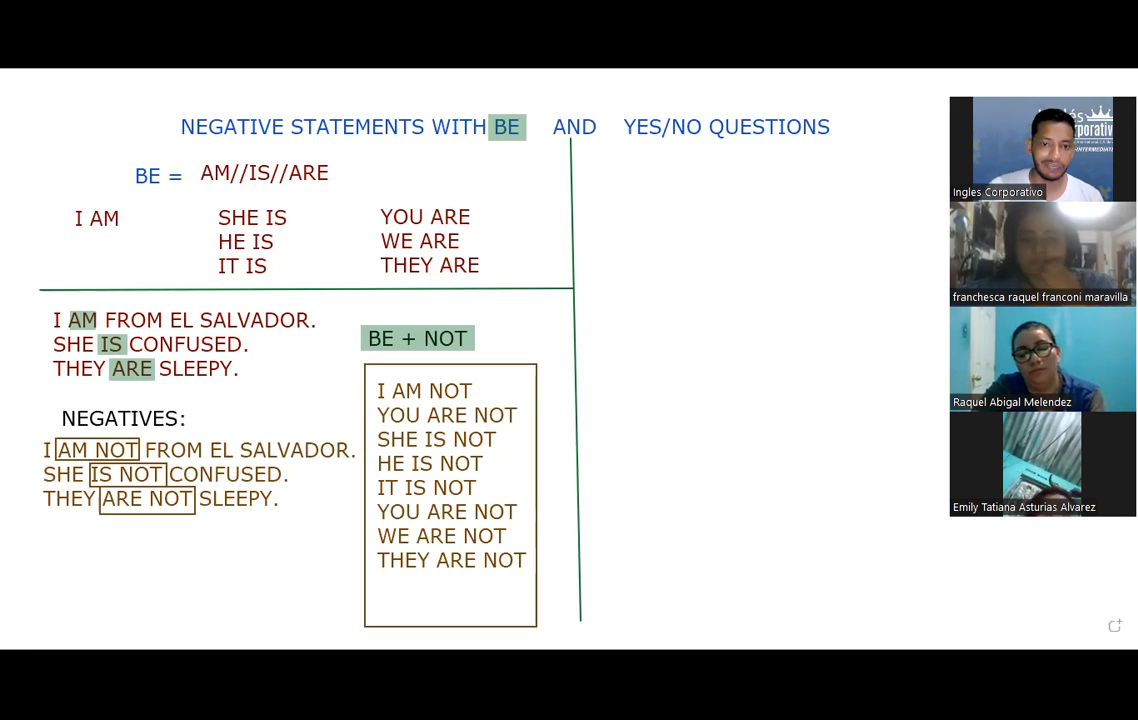 NEGATIVE STATEMENTS WITH BE AND YES/NO QUESTIONS
BE = AM//IS//ARE
I AM
SHE IS
HE IS
IT IS
YOU ARE
WE ARE
THEY ARE
I AM FROM EL SALVADOR.
SHE IS CONFUSED.
THEY ARE SLEEPY.
NEGATIVES:
I AM NOT FROM EL SALVADOR.
SHE IS NOT CONFUSED.
THEY ARE NOT SLEEPY.
BE + NOT
I AM NOT
YOU ARE NOT
SHE IS NOT
HE IS NOT
IT IS NOT
YOU ARE NOT
WE ARE NOT
THEY ARE NOT
Ingles Corporativo
franchesca raquel franconi maravilla
Raquel Abigal Melendez
Emily Tatiana Asturias Alvarez